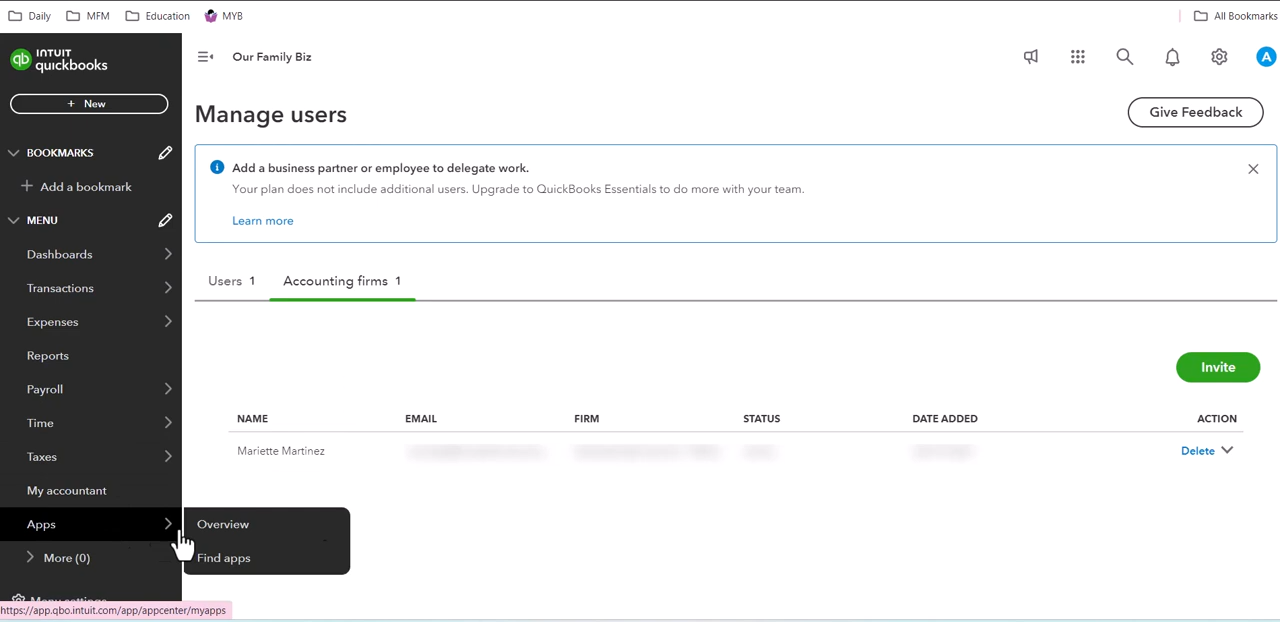 Daily
MFM
Education
MYB
All Bookmarks
INTUIT
quickbooks
qb
Our Family Biz
A
+ New
Manage users
Give Feedback
BOOKMARKS
Add a business partner or employee to delegate work.
Your plan does not include additional users. Upgrade to QuickBooks Essentials to do more with your team.
+ Add a bookmark
Learn more
MENU
Dashboards
Users 1
Accounting firms 1
Transactions
Expenses
Reports
Invite
Payroll
NAME EMAIL FIRM STATUS DATE ADDED ACTION
Time
Mariette Martinez
Delete
Taxes
My accountant
Apps
Overview
More (0)
Find apps
Menu settings
https://app.qbo.intuit.com/app/appcenter/myapps